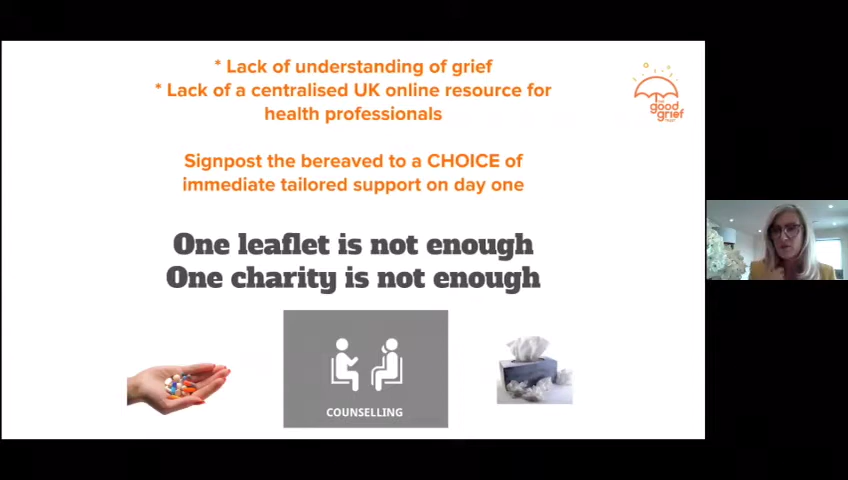 * Lack of understanding of grief
* Lack of a centralised UK online resource for
health professionals
the
good
grief
Signpost the bereaved to a CHOICE of
immediate tailored support on day one
One leaflet is not enough
One charity is not enough
COUNSELLING